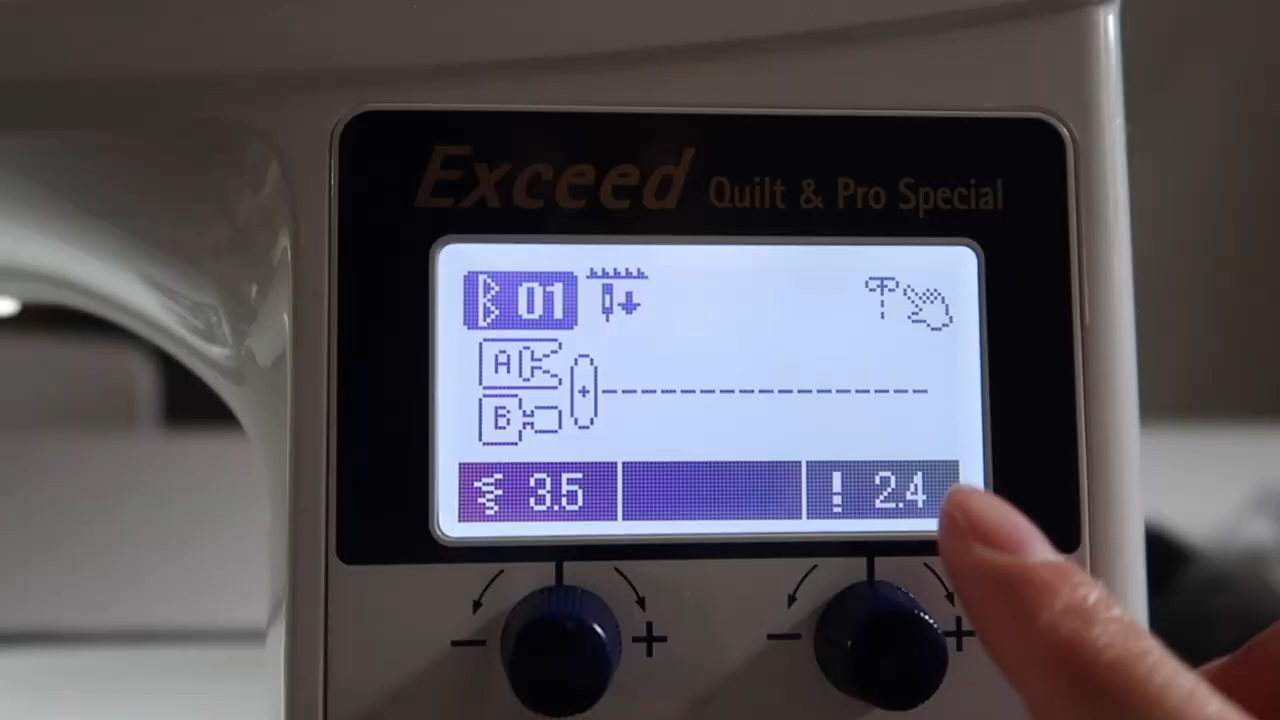 Exceed Quilt & Pro Special
01
A
B
3.5 2.4
- + - +